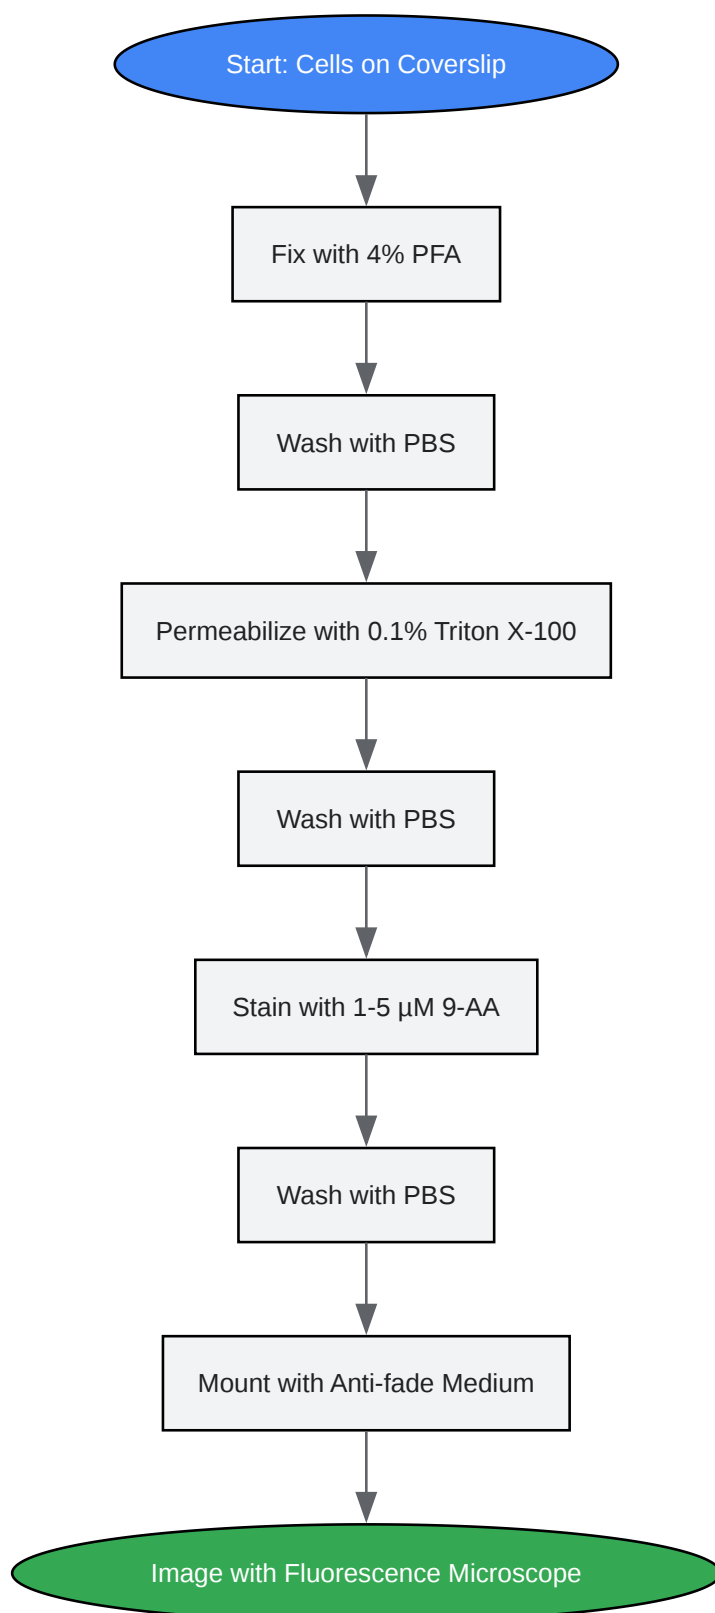 Start: Cells on Coverslip
Fix with 4% PFA
Wash with PBS
Permeabilize with 0.1% Triton X-100
Wash with PBS
Stain with 1-5 µM 9-AA
Wash with PBS
Mount with Anti-fade Medium
Image with Fluorescence Microscope